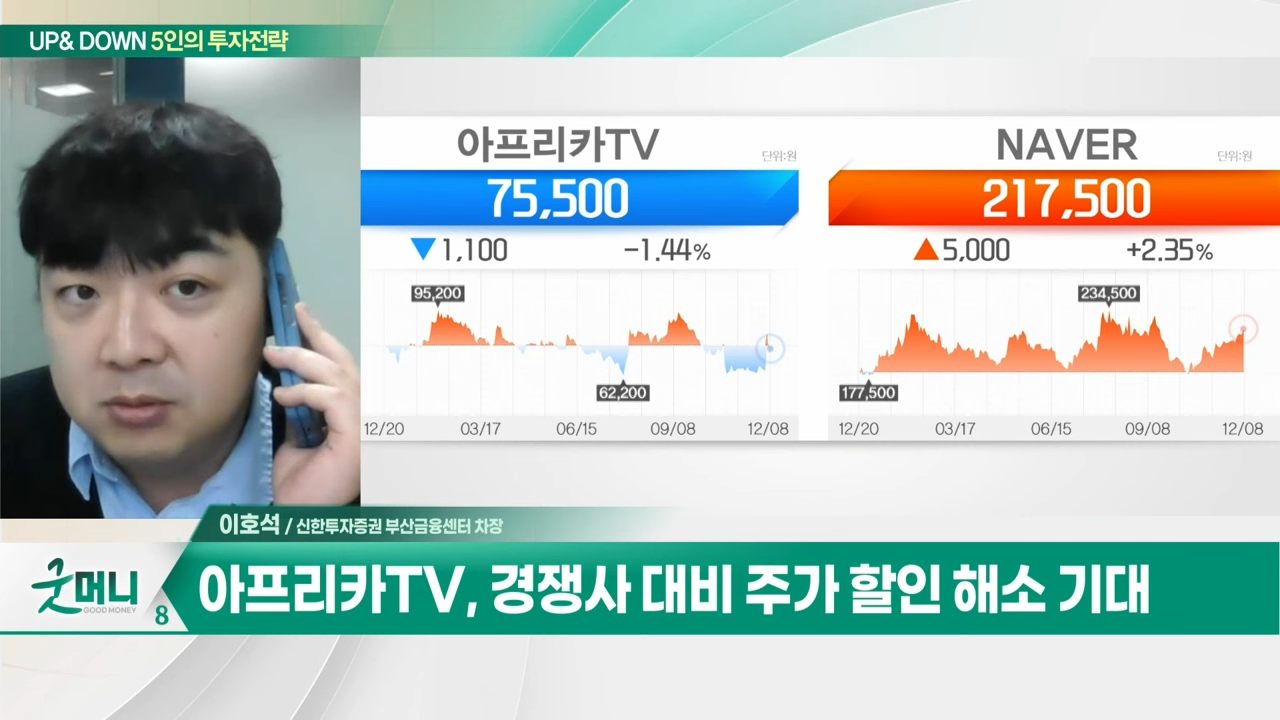 UP& DOWN 5인의 투자전략
아프리카TV
단위:원
75,500
▼1,100 -1.44%
95,200
62,200
12/20 03/17 06/15 09/08 12/08
NAVER
단위:원
217,500
▲5,000 +2.35%
234,500
177,500
12/20 03/17 06/15 09/08 12/08
이호석 / 신한투자증권 부산금융센터 차장
굿머니
GOOD MONEY
8
아프리카TV, 경쟁사 대비 주가 할인 해소 기대